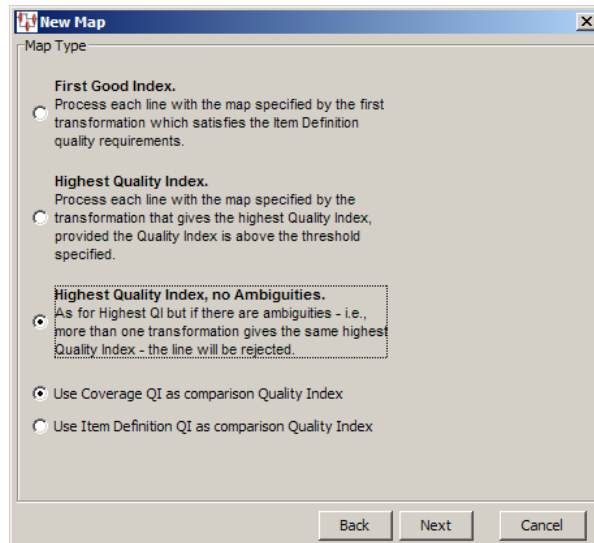 New Map
Map Type
First Good Index.
Process each line with the map specified by the first
transformation which satisfies the Item Definition
quality requirements.
Highest Quality Index.
Process each line with the map specified by the
transformation that gives the highest Quality Index,
provided the Quality Index is above the threshold
specified.
Highest Quality Index, no Ambiguities.
As for Highest QI but if there are ambiguities - i.e.,
more than one transformation gives the same highest
Quality Index - the line will be rejected.
Use Coverage QI as comparison Quality Index
Use Item Definition QI as comparison Quality Index
Back Next Cancel